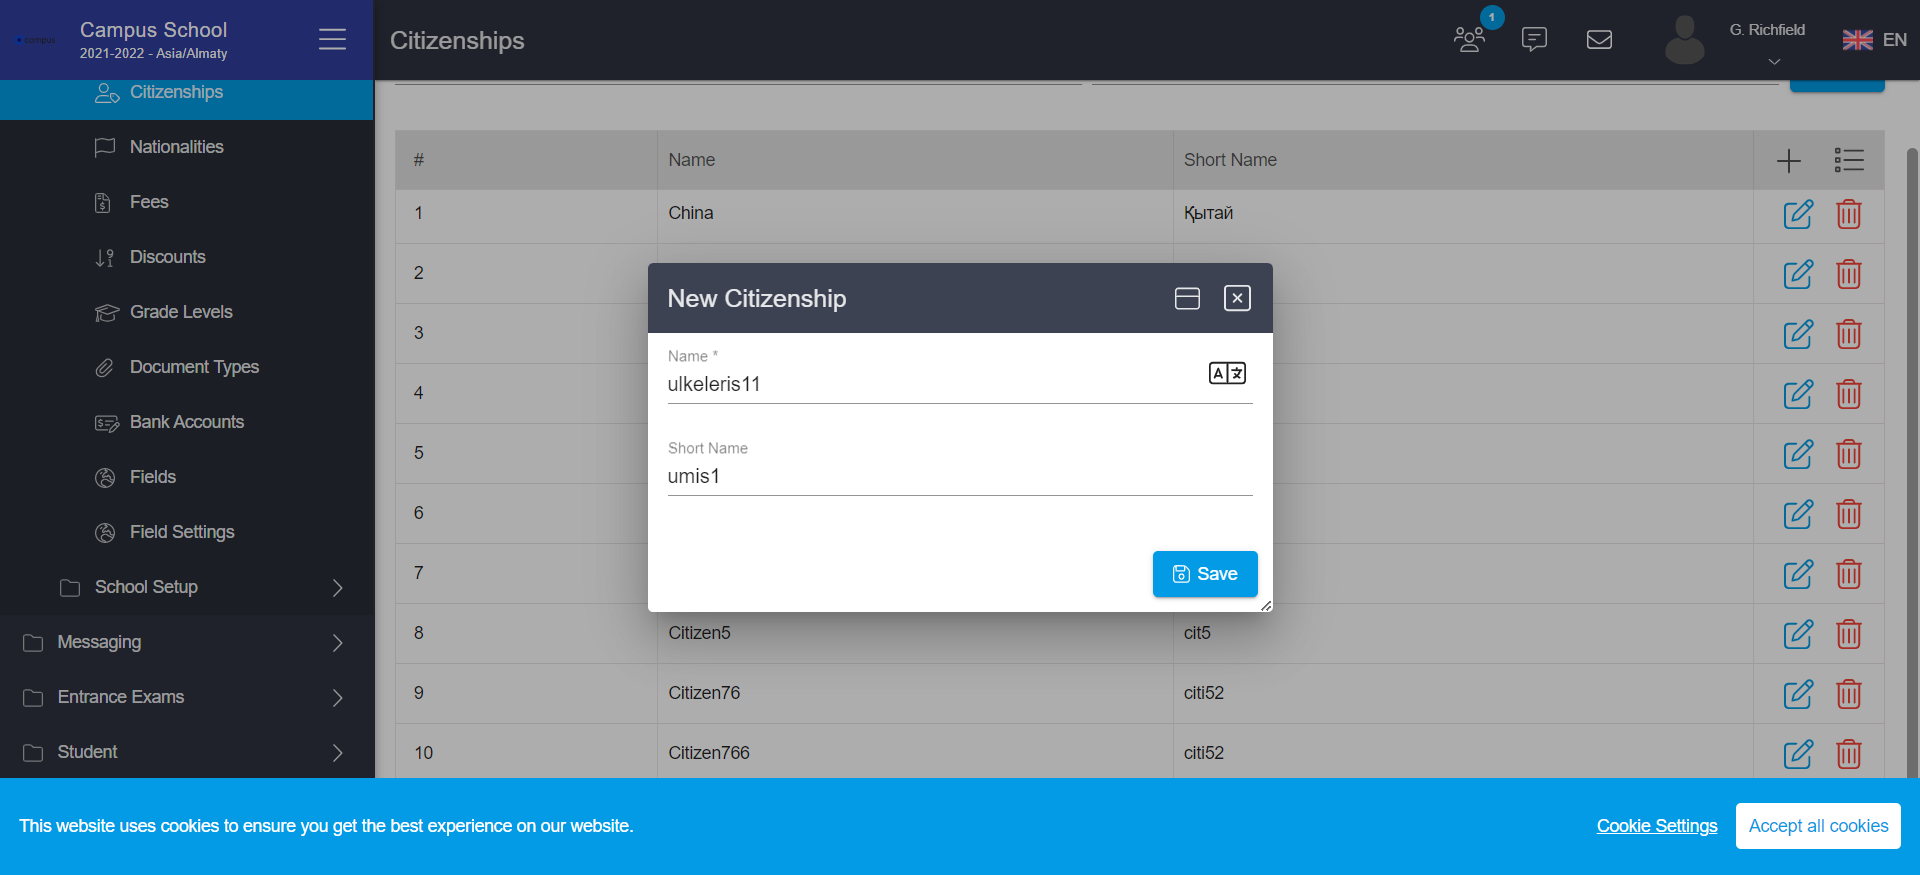 campus
Campus School
2021-2022 - Asia/Almaty
Citizenships
1
G. Richfield
EN
Citizenships
Nationalities
Fees
Discounts
Grade Levels
Document Types
Bank Accounts
Fields
Field Settings
School Setup
Messaging
Entrance Exams
Student
# Name Short Name
1 China Қытай
2
3
4
5
6
7
8 Citizen5 cit5
9 Citizen76 citi52
10 Citizen766 citi52
New Citizenship
Name *
ulkeleris11
Short Name
umis1
Save
This website uses cookies to ensure you get the best experience on our website.
Cookie Settings
Accept all cookies